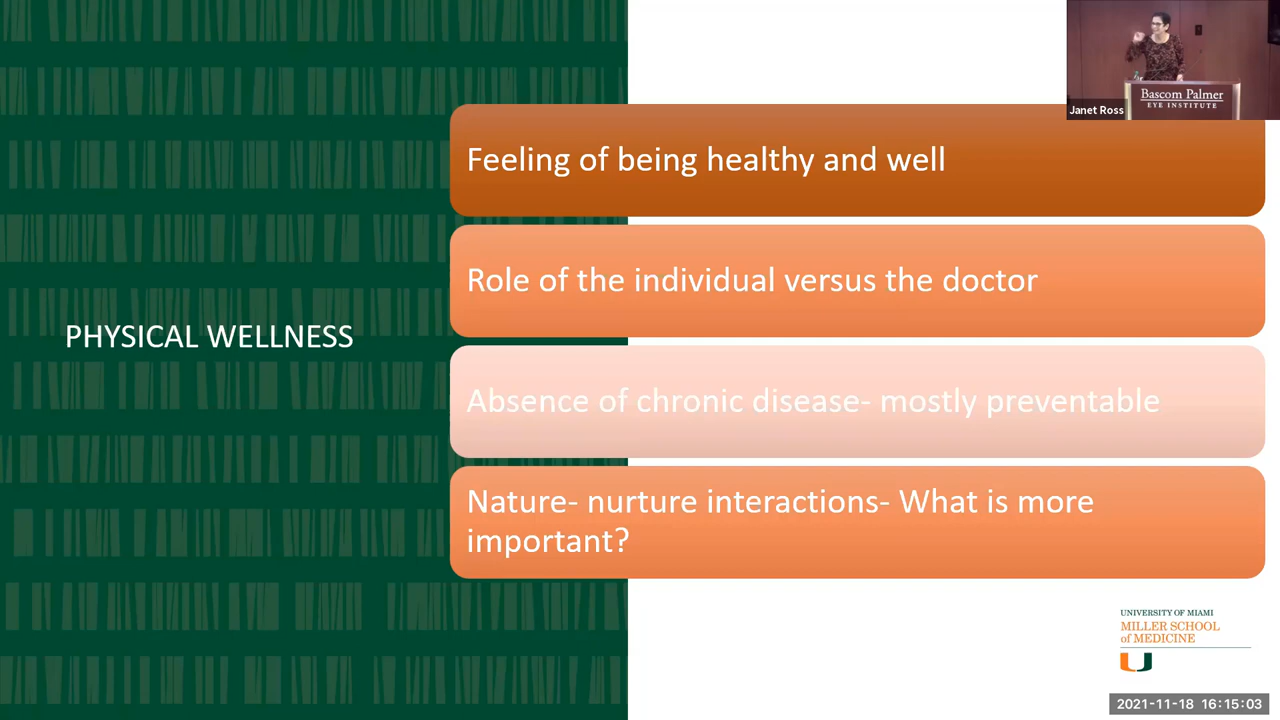 Bascom Palmer
EYE INSTITUTE
Janet Ross
PHYSICAL WELLNESS
Feeling of being healthy and well
Role of the individual versus the doctor
Absence of chronic disease- mostly preventable
Nature- nurture interactions- What is more
important?
UNIVERSITY OF MIAMI
MILLER SCHOOL
of MEDICINE
2021-11-18 16:15:03